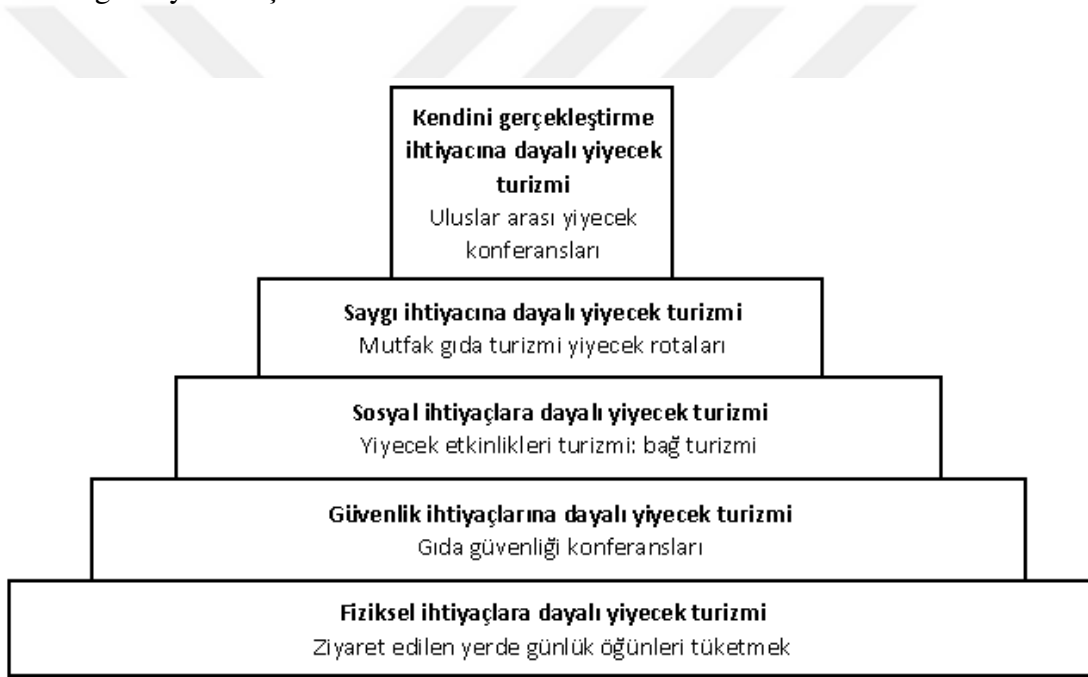 Kendini gerçekleştirme
ihtiyacına dayalı yiyecek
turizmi
Uluslar arası yiyecek
konferansları
Saygı ihtiyacına dayalı yiyecek turizmi
Mutfak gıda turizmi yiyecek rotaları
Sosyal ihtiyaçlara dayalı yiyecek turizmi
Yiyecek etkinlikleri turizmi: bağ turizmi
Güvenlik ihtiyaçlarına dayalı yiyecek turizmi
Gıda güvenliği konferansları
Fiziksel ihtiyaçlara dayalı yiyecek turizmi
Ziyaret edilen yerde günlük öğünleri tüketmek